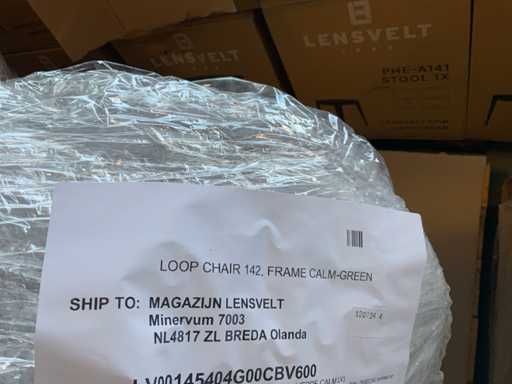 LENSVELT
PHE-A141
STOOL 1X
LOOP CHAIR 142, FRAME CALM-GREEN
SHIP TO: MAGAZIJN LENSVELT
Minervum 7003
NL4817 ZL BREDA Olanda
LV00145404G00CBV600